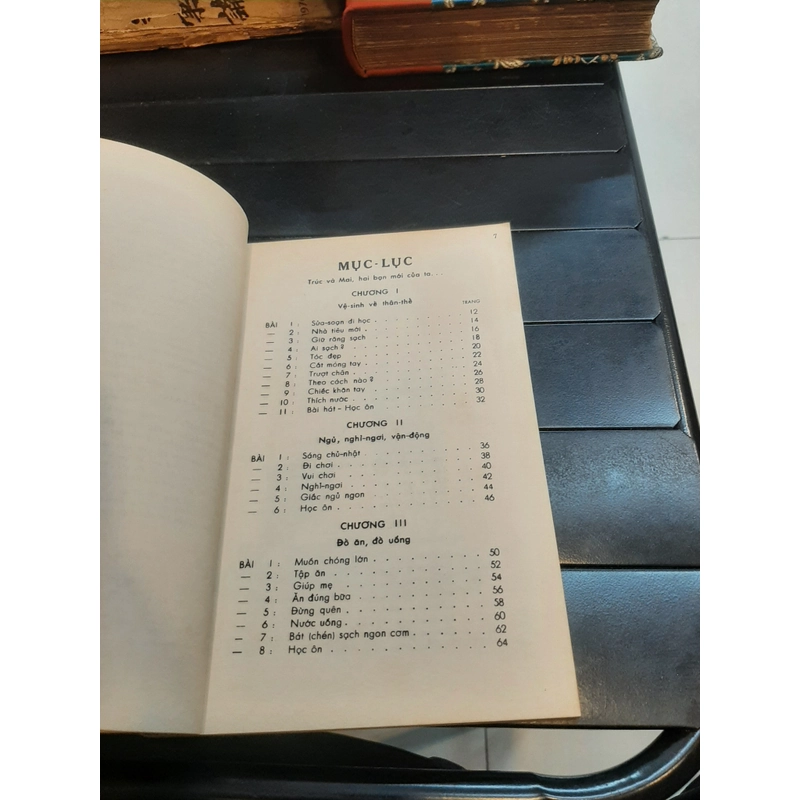 7
MỤC-LỤC
Trúc và Mai, hai bạn mới của ta...
CHƯƠNG I
Vệ-sinh về thân-thể
TRANG
BÀI 1 : Sửa-soạn đi học . 12
— 2 : Nhà tiêu mới . 14
— 3 : Giữ răng sạch 16
— 4 : Ai sạch ? . 18
— 5 : Tóc đẹp 20
— 6 : Cắt móng tay 22
— 7 : Trượt chân . 24
— 8 : Theo cách nào ? 26
— 9 : Chiếc khăn tay 28
— 10 : Thích nước . 30
— 11 : Bài hát - Học ôn 32
CHƯƠNG II
Ngủ, nghỉ-ngơi, vận-động
BÀI 1 : Sáng chủ-nhật 36
— 2 : Đi chơi . 38
— 3 : Vui chơi 40
— 4 : Nghỉ-ngơi 42
— 5 : Giấc ngủ ngon 44
— 6 : Học ôn 46
CHƯƠNG III
Đồ ăn, đồ uống
BÀI 1 : Muốn chóng lớn . 50
— 2 : Tập ăn 52
— 3 : Giúp mẹ 54
— 4 : Ăn đúng bữa 56
— 5 : Đừng quên . 58
— 6 : Nước uống . 60
— 7 : Bát (chén) sạch ngon cơm . 62
— 8 : Học ôn 64